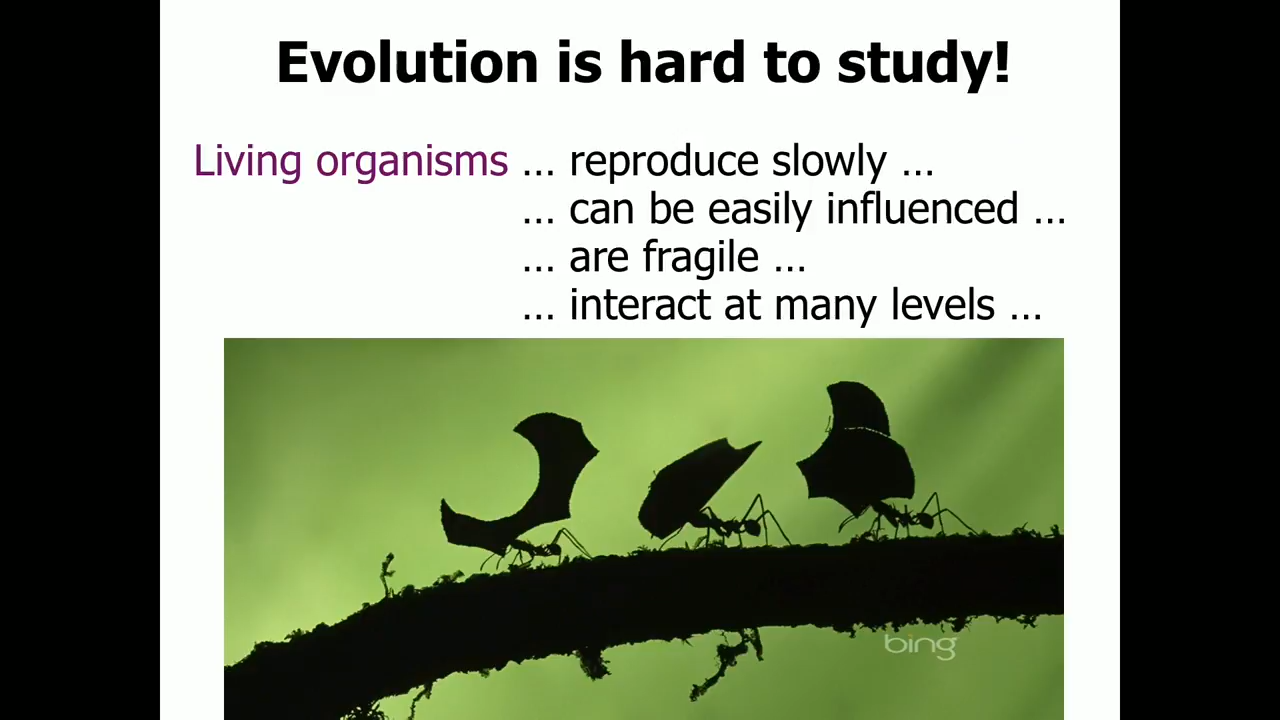 Evolution is hard to study!
Living organisms ... reproduce slowly ...
... can be easily influenced ...
... are fragile ...
... interact at many levels ...
bing